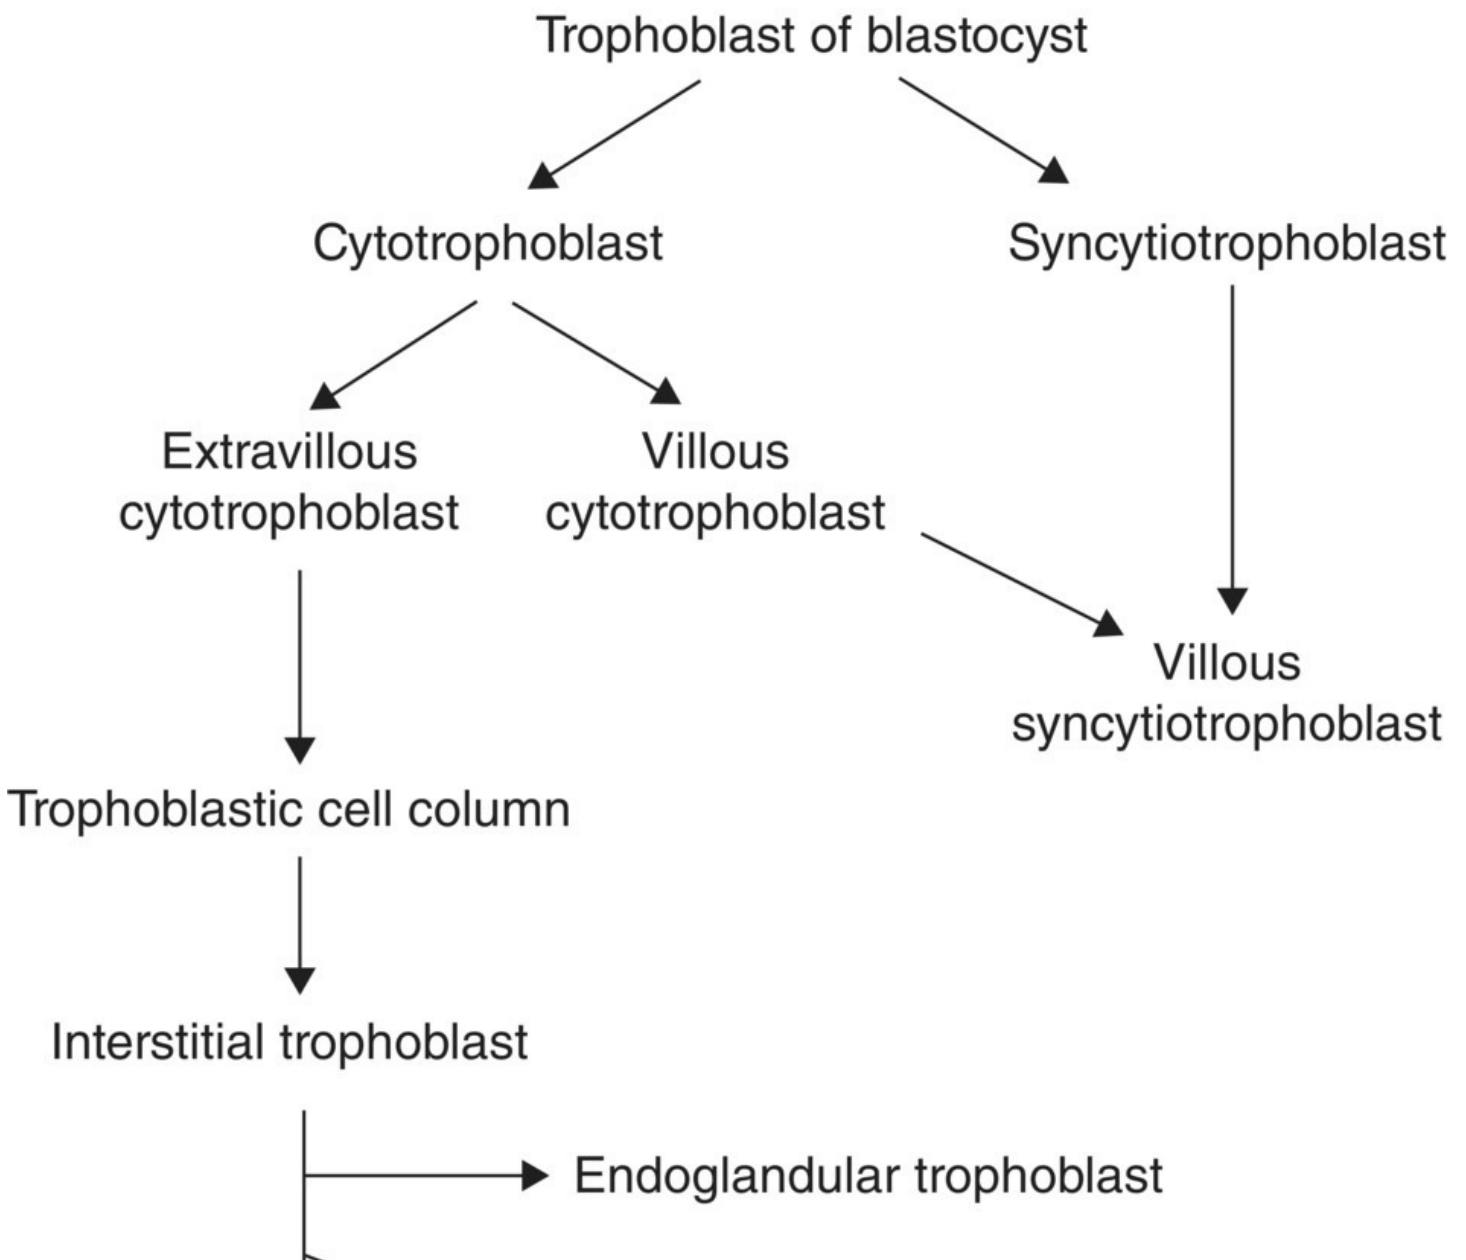 Trophoblast of blastocyst
Cytotrophoblast
Syncytiotrophoblast
Extravillous
cytotrophoblast
Villous
cytotrophoblast
Villous
syncytiotrophoblast
Trophoblastic cell column
Interstitial trophoblast
Endoglandular trophoblast